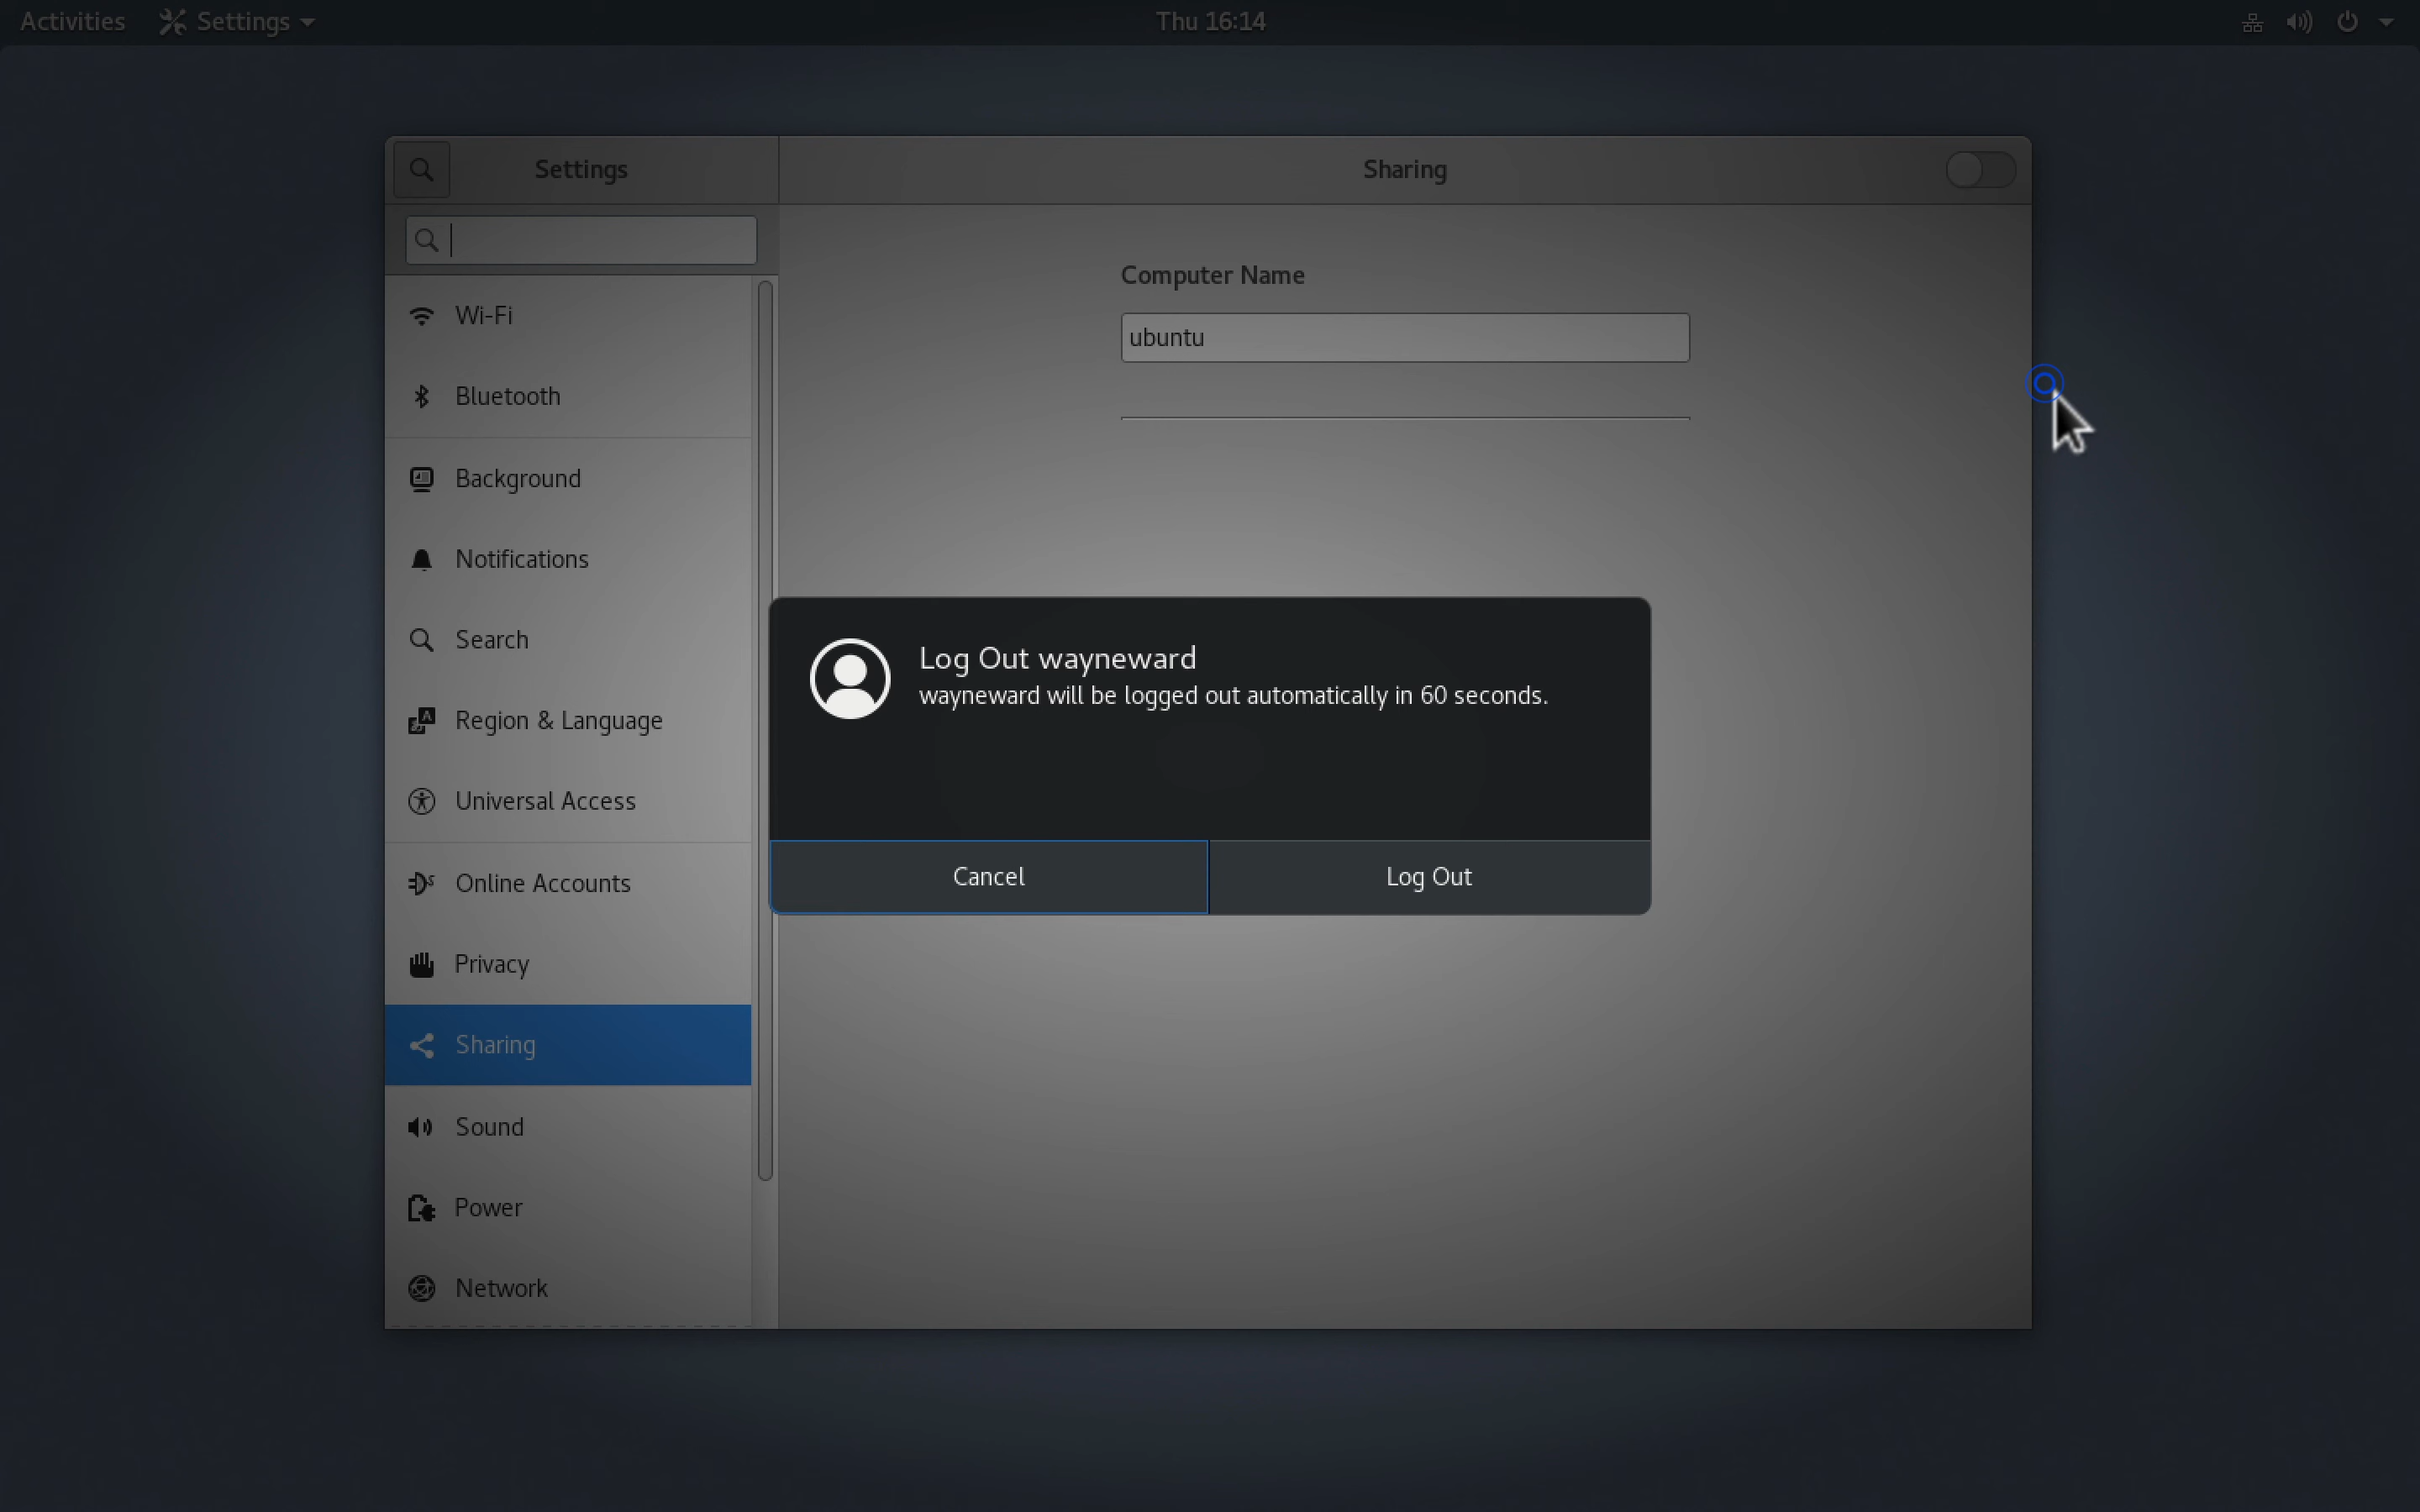 Activities
Settings
Thu 16:14
Settings
Sharing
Computer Name
ubuntu
Wi-Fi
Bluetooth
Background
Notifications
Search
Region & Language
Universal Access
Online Accounts
Privacy
Sharing
Sound
Power
Network
Log Out wayneward
wayneward will be logged out automatically in 60 seconds.
Cancel
Log Out